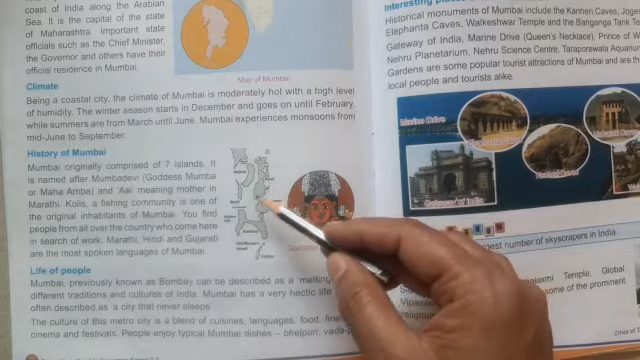 coast of India along the Arabian
Sea. It is the capital of the state
of Maharashtra. Important state
officials such as the Chief Minister,
the Governor and others have their
official residence in Mumbai.
Map of Mumbai
Climate
Being a coastal city, the climate of Mumbai is moderately hot with a high level
of humidity. The winter season starts in December and goes on until February,
while summers are from March until June. Mumbai experiences monsoons from
mid-June to September.
History of Mumbai
Mumbai originally comprised of 7 islands. It
is named after Mumbadevi (Goddess Mumba
or Maha Amba) and 'Aai' meaning mother in
Marathi. Kolis, a fishing community is one of
the original inhabitants of Mumbai. You find
people from all over the country who come here
in search of work. Marathi, Hindi and Gujarati
are the most spoken languages of Mumbai.
Goddess
Life of people
Mumbai, previously known as Bombay can be described as a 'melting
different traditions and cultures of India. Mumbai has a very hectic life
often described as 'a city that never sleeps
The culture of this metro city is a blend of cuisines, languages, food, fine
cinema and festivals. People enjoy typical Mumbai dishes – bhelpuri, vada-p
Interesting places
Historical monuments of Mumbai include the Kanheri Caves, Joge
Elephanta Caves, Walkeshwar Temple and the Banganga Tank Te
Gateway of India, Marine Drive (Queen's Necklace), Prince of W
Nehru Planetarium, Nehru Science Centre, Taraporewala Aquariu
Gardens are some popular tourist attractions of Mumbai and are th
local people and tourists alike.
Marine Drive
Gateway of India
gest number of skyscrapers in India.
alaxmi Temple, Global
some of the prominent
Vipass
religious